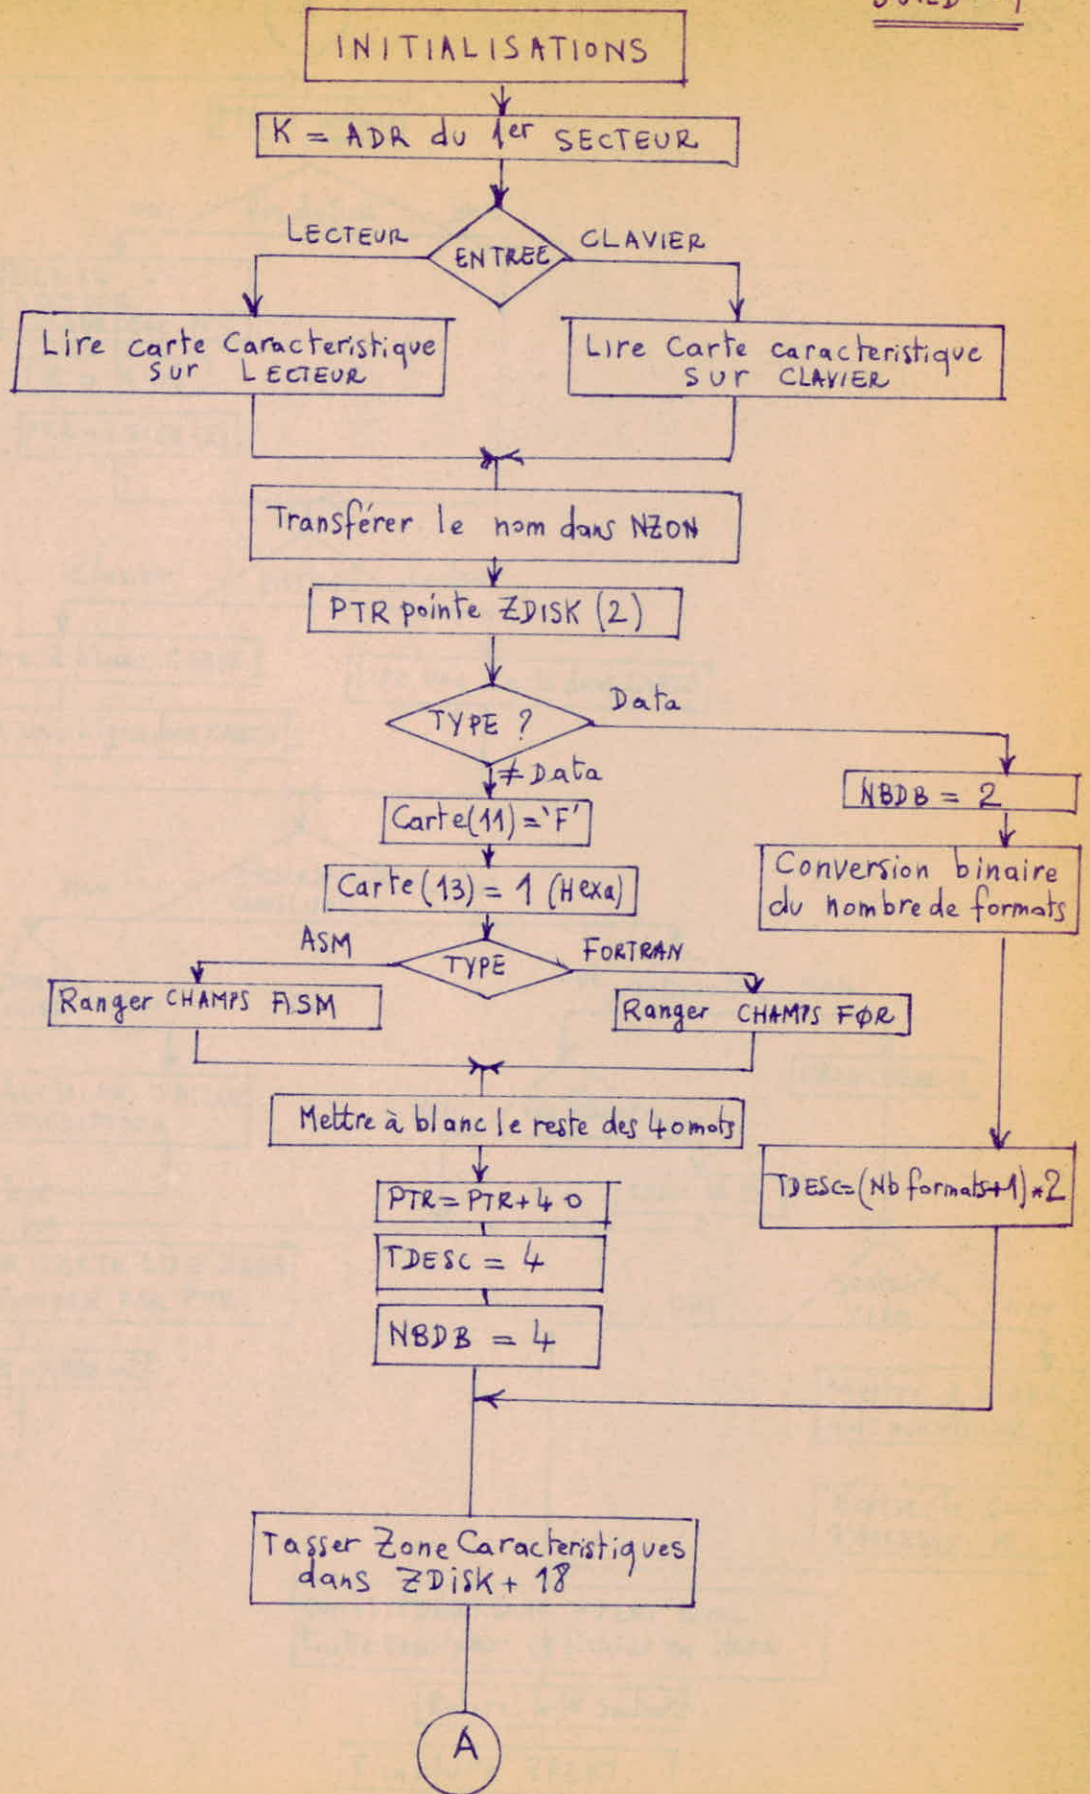 INITIALISATIONS
K = ADR du 1er SECTEUR
LECTEUR
ENTREE
CLAVIER
Lire carte Caracteristique
sur LECTEUR
Lire Carte caracteristique
sur CLAVIER
Transférer le nom dans NZON
PTR pointe ZDISK (2)
TYPE ?
Data
≠ Data
NBDB = 2
Carte(11) = 'F'
Conversion binaire
du nombre de formats
Carte(13) = 1 (Hexa)
ASM
TYPE
FORTRAN
Ranger CHAMPS ASM
Ranger CHAMPS FØR
Mettre à blanc le reste des 40 mots
TDESC=(Nb formats+1)*2
PTR = PTR + 40
TDESC = 4
NBDB = 4
Tasser Zone Caracteristiques
dans ZDiSK + 18
A